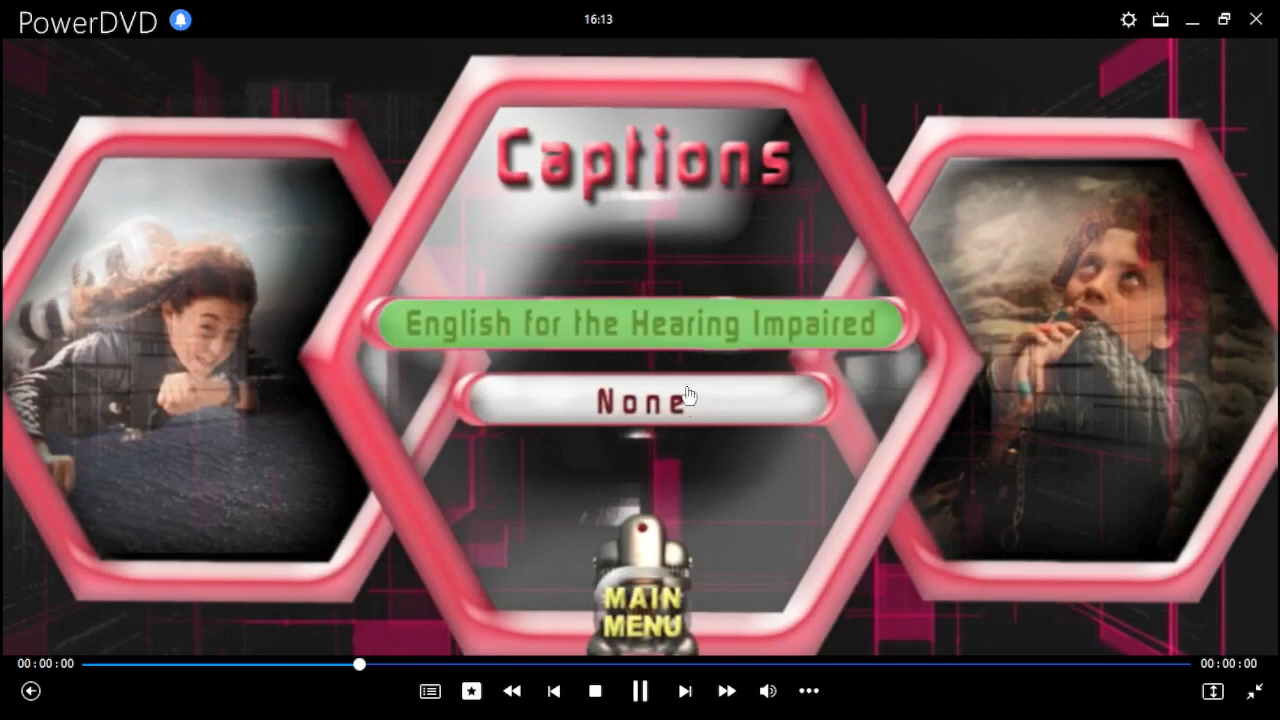 PowerDVD
16:13
Captions
English for the Hearing Impaired
None
MAIN
MENU
00:00:00
00:00:00